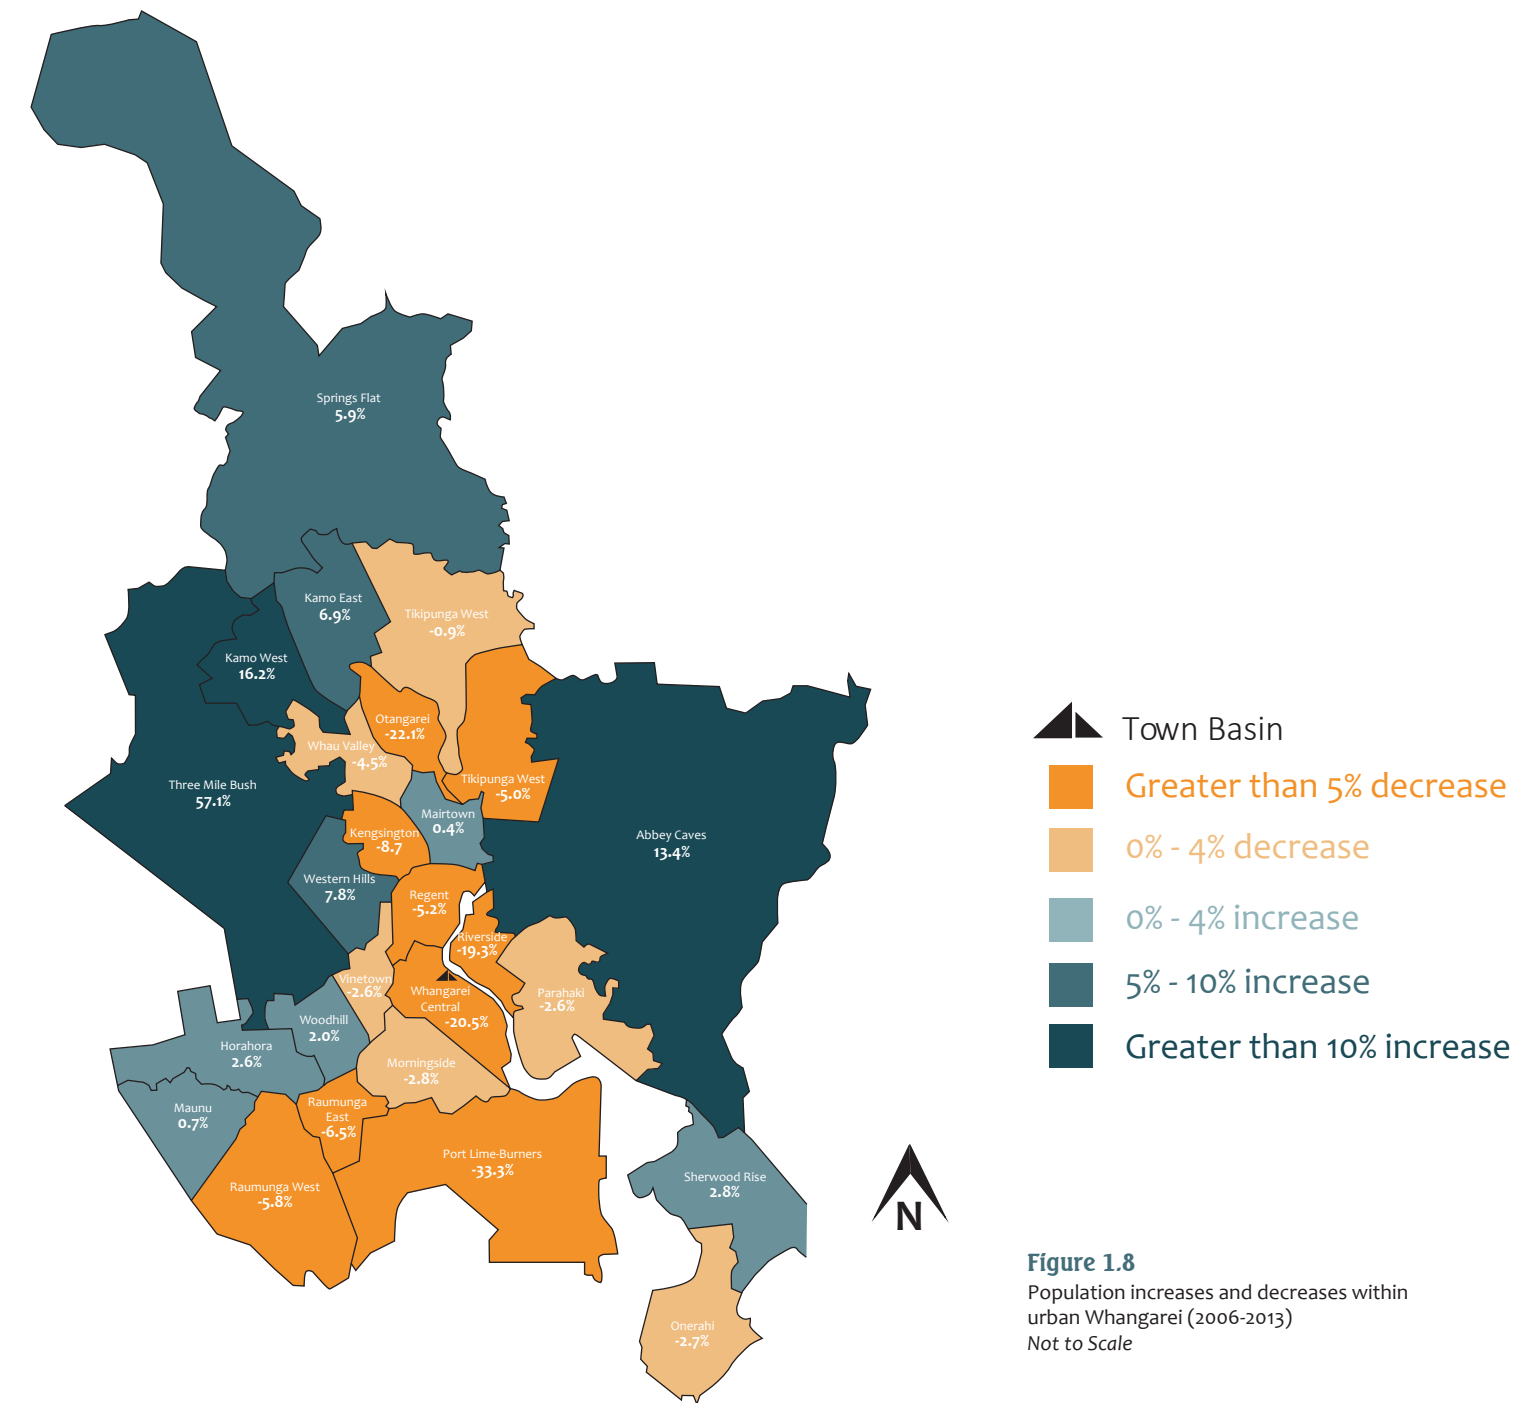 Springs Flat
5.9%
Kamo East
6.9%
Tikipunga West
-0.9%
Kamo West
16.2%
Otangarei
-22.1%
Whau Valley
-4.5%
Three Mile Bush
57.1%
Tikipunga West
-5.0%
Mairtown
0.4%
Kengsington
-8.7
Abbey Caves
13.4%
Western Hills
7.8%
Regent
-5.2%
Riverside
-19.3%
Vinetown
-2.6%
Whangarei
Central
-20.5%
Parahaki
-2.6%
Woodhill
2.0%
Horahora
2.6%
Morningside
-2.8%
Maunu
0.7%
Raumunga
East
-6.5%
Port Lime-Burners
-33.3%
Raumunga West
-5.8%
Sherwood Rise
2.8%
Onerahi
-2.7%
Town Basin
Greater than 5% decrease
0% - 4% decrease
0% - 4% increase
5% - 10% increase
Greater than 10% increase
N
Figure 1.8
Population increases and decreases within
urban Whangarei (2006-2013)
Not to Scale